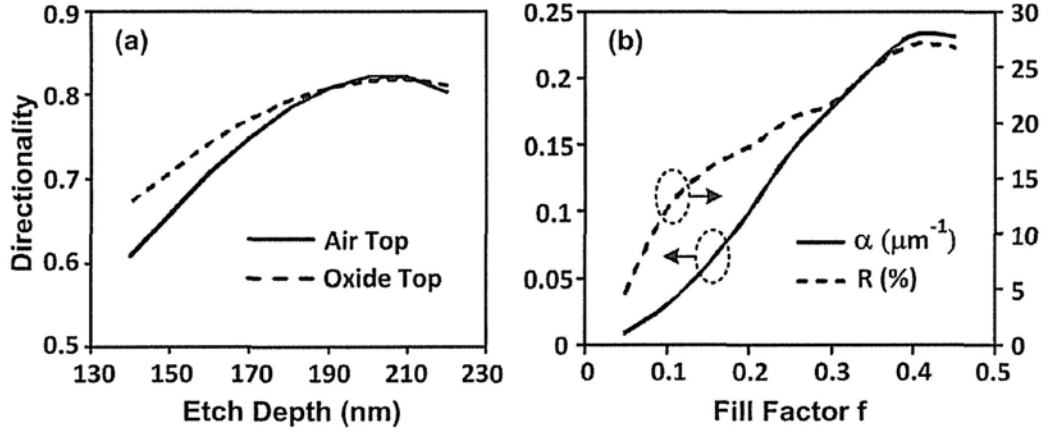 (a)
Directionality
0.9
0.8
0.7
0.6
0.5
130 150 170 190 210 230
Etch Depth (nm)
Air Top
Oxide Top
(b)
0.25
0.2
0.15
0.1
0.05
0
30
25
20
15
10
5
0
0 0.1 0.2 0.3 0.4 0.5
Fill Factor f
α (μm⁻¹)
R (%)